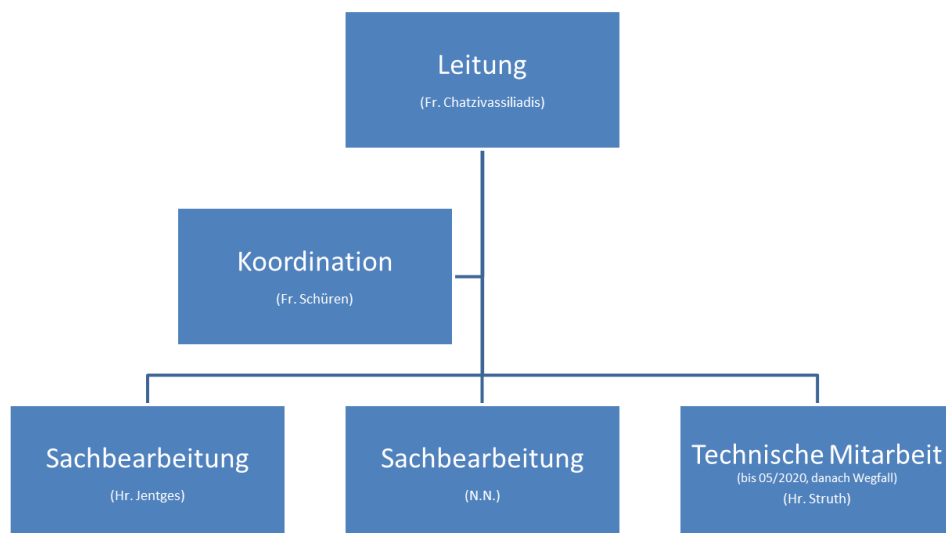 Leitung
(Fr. Chatzivassiliadis)
Koordination
(Fr. Schüren)
Sachbearbeitung
(Hr. Jentges)
Sachbearbeitung
(N.N.)
Technische Mitarbeit
(bis 05/2020, danach Wegfall)
(Hr. Struth)